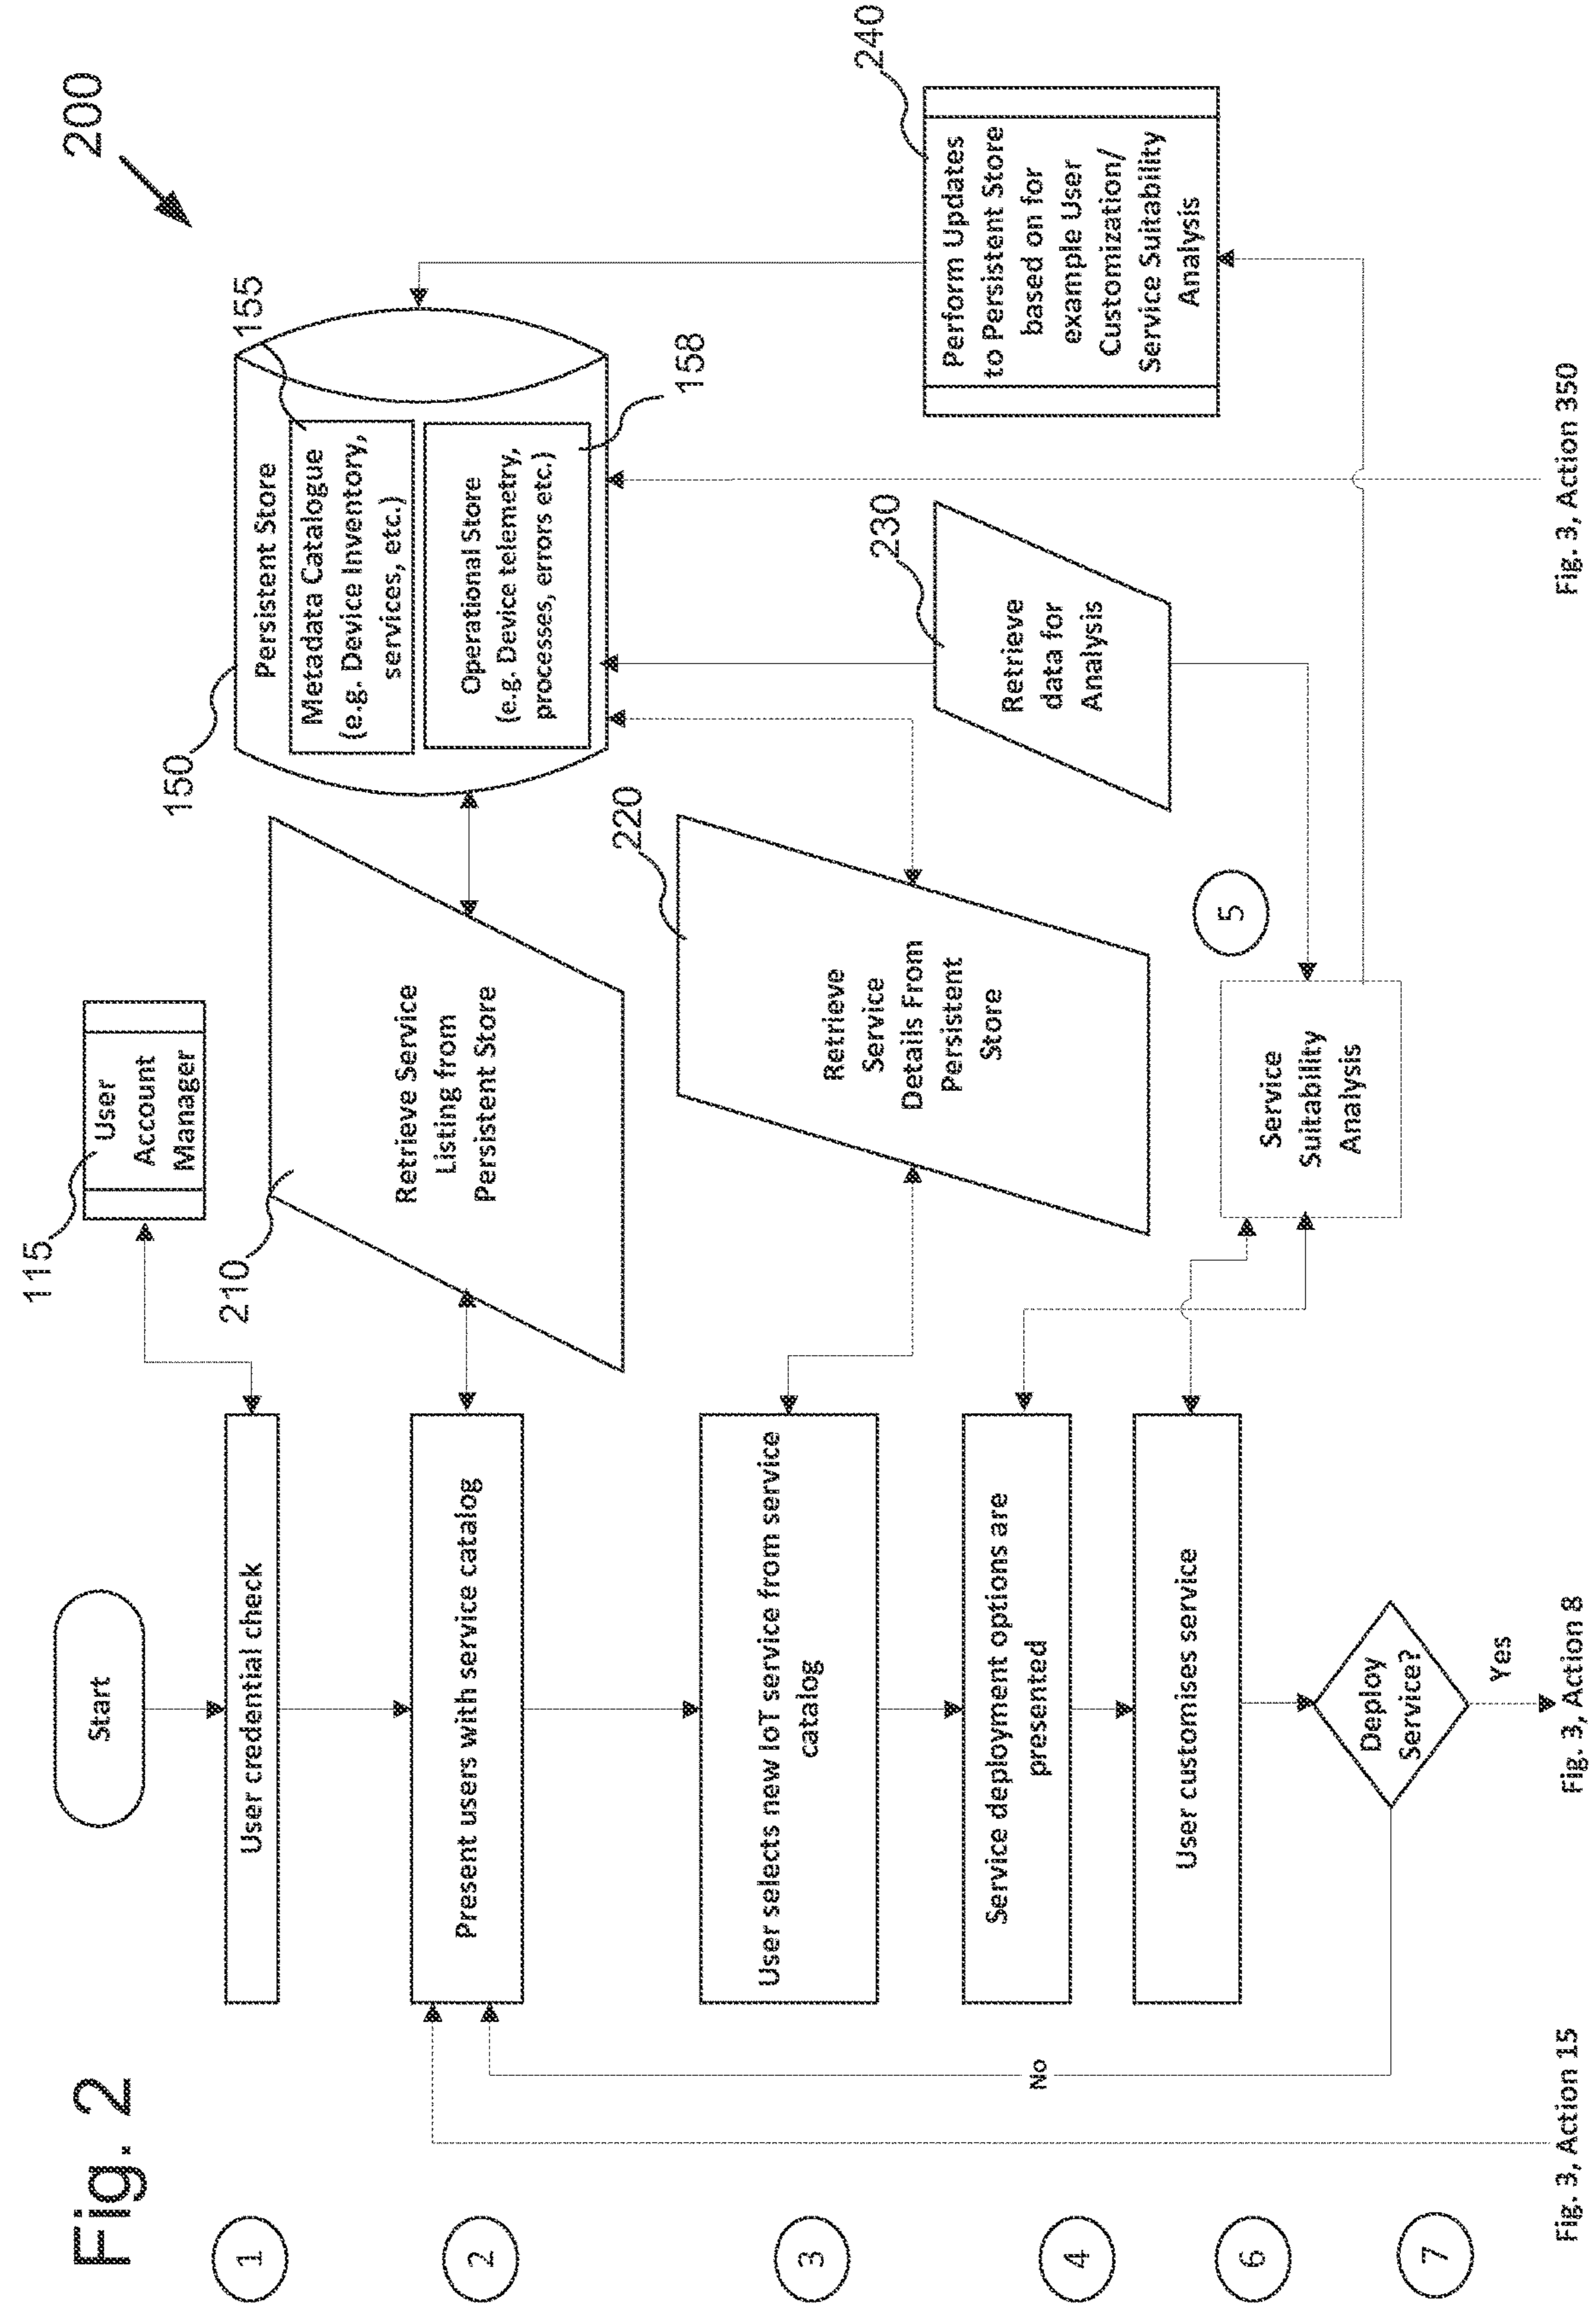 Fig. 2
200
1
Start
115
User
Account
Manager
User credential check
2
Present users with service catalog
210
Retrieve Service
Listing from
Persistent Store
150
Persistent Store
155
Metadata Catalogue
(e.g. Device Inventory,
services, etc.)
Operational Store
(e.g. Device telemetry,
processes, errors etc.)
158
3
User selects new IoT service from service
catalog
220
Retrieve
Service
Details From
Persistent
Store
230
Retrieve
data for
Analysis
240
Perform Updates
to Persistent Store
based on for
example User
Customization/
Service Suitability
Analysis
4
Service deployment options are
presented
5
Service
Suitability
Analysis
6
User customises service
No
7
Deploy
Service?
Yes
Fig. 3, Action 15
Fig. 3, Action 8
Fig. 3, Action 350